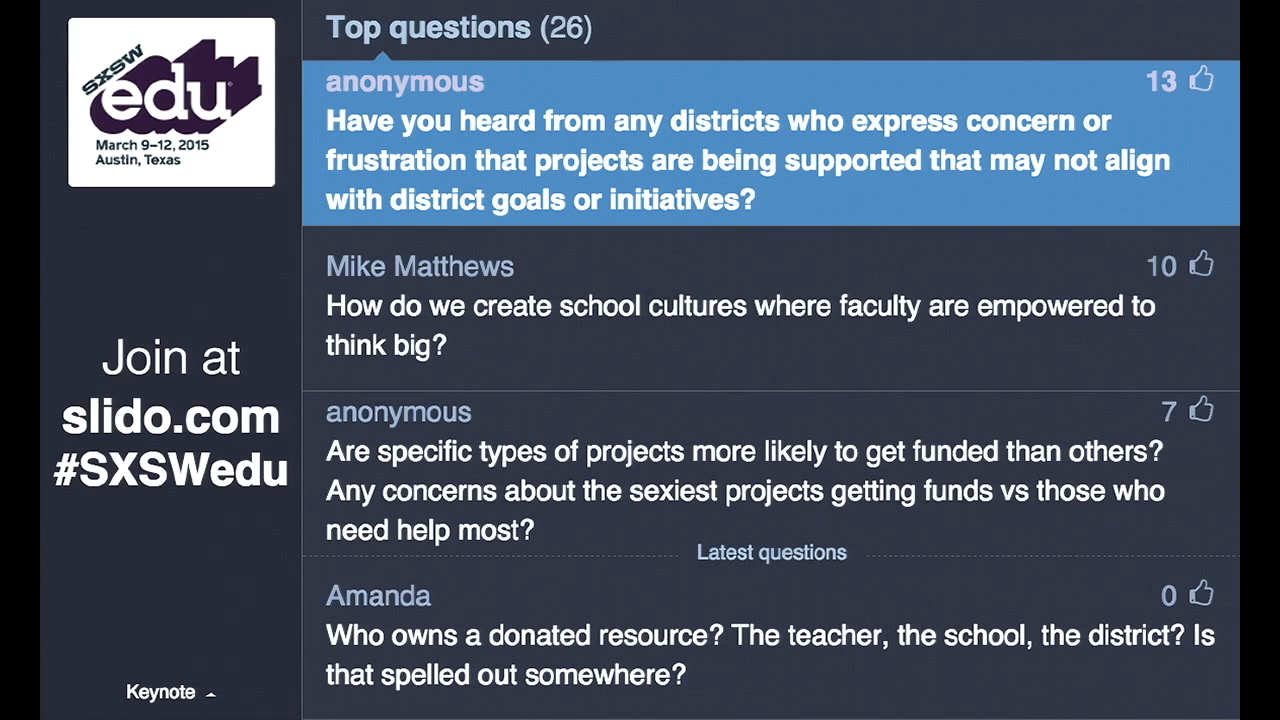 SXSW
edu
March 9–12, 2015
Austin, Texas
Join at
slido.com
#SXSWedu
Keynote
Top questions (26)
anonymous 13
Have you heard from any districts who express concern or
frustration that projects are being supported that may not align
with district goals or initiatives?
Mike Matthews 10
How do we create school cultures where faculty are empowered to
think big?
anonymous 7
Are specific types of projects more likely to get funded than others?
Any concerns about the sexiest projects getting funds vs those who
need help most?
Latest questions
Amanda 0
Who owns a donated resource? The teacher, the school, the district? Is
that spelled out somewhere?